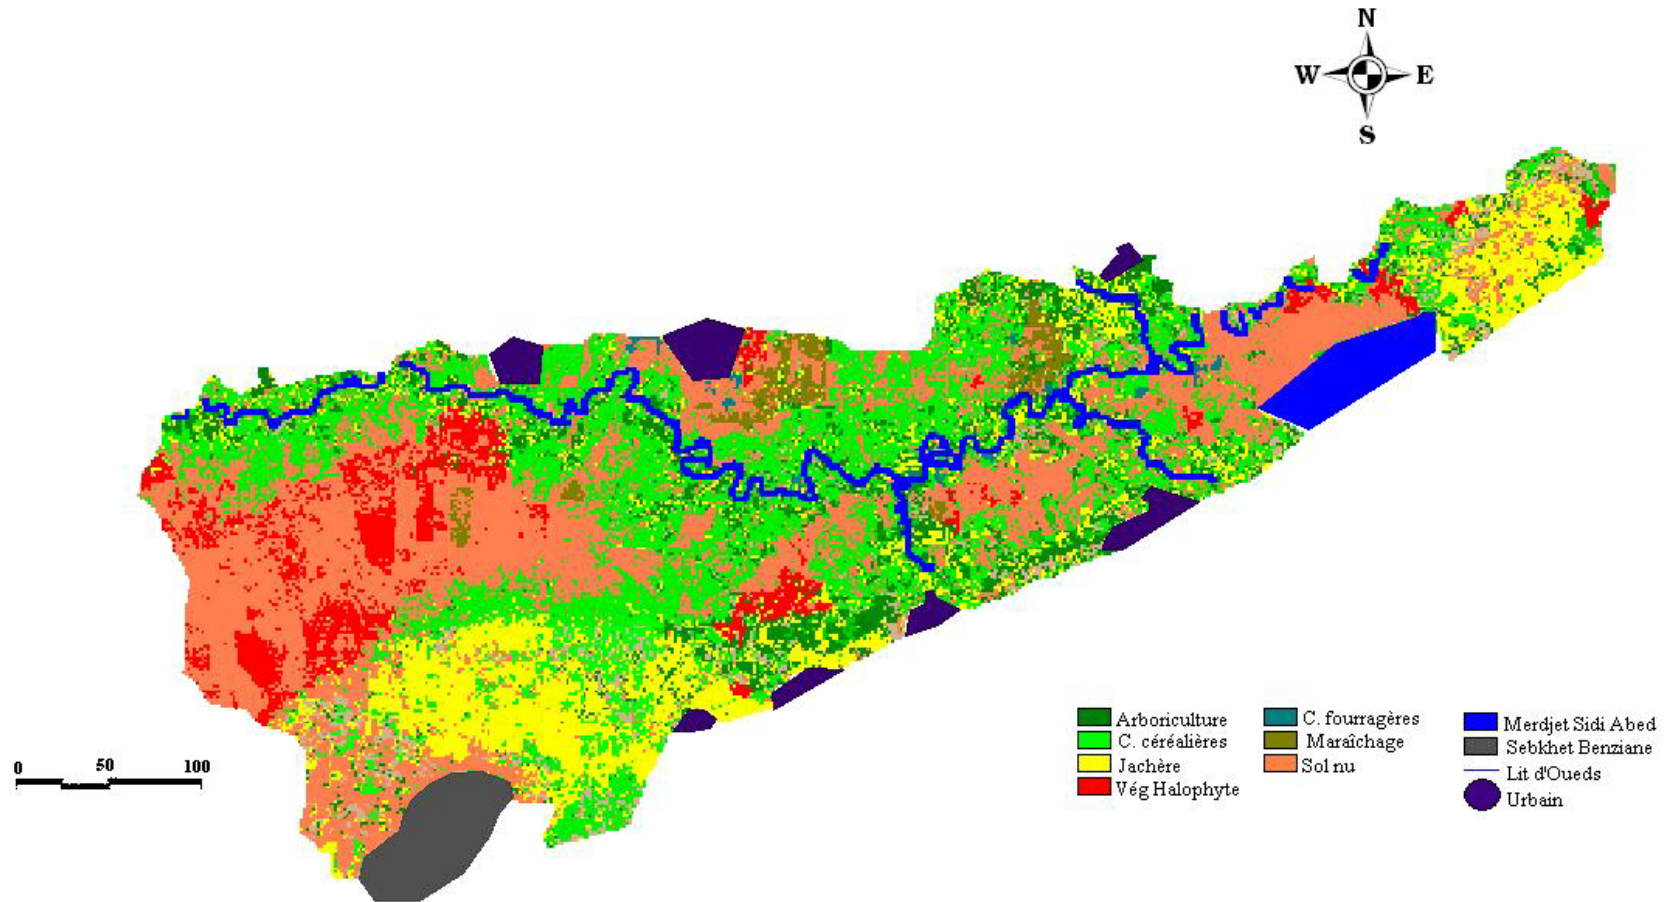 N
W E
S
0 50 100
Arboriculture
C. céréalières
Jachère
Vég Halophyte
C. fourragères
Maraîchage
Sol nu
Merdjet Sidi Abed
Sebkhet Benziane
Lit d'Oueds
Urbain